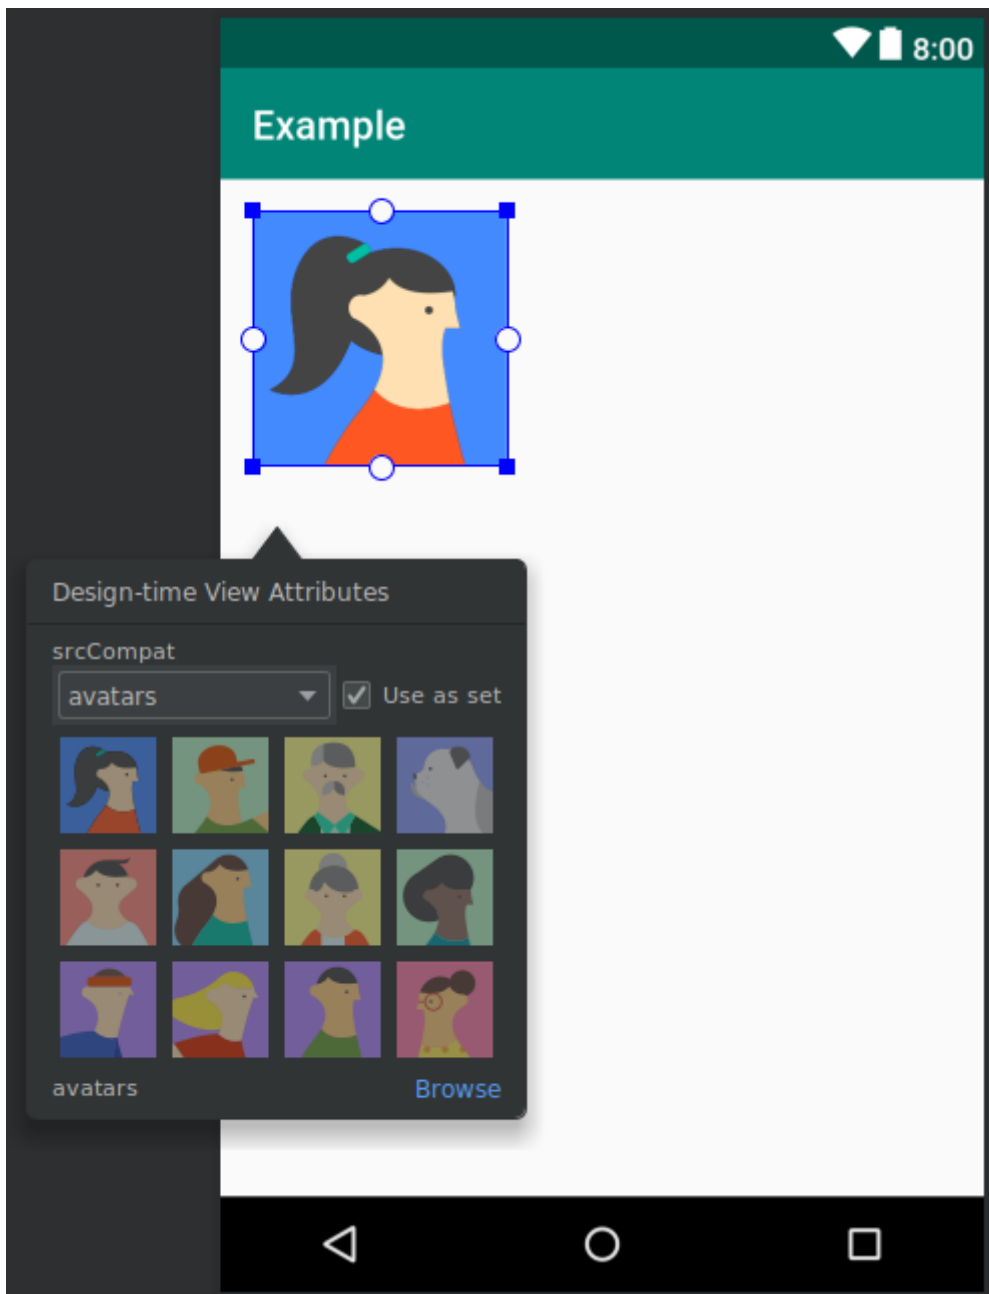 8:00
Example
Design-time View Attributes
srcCompat
avatars
Use as set
avatars
Browse